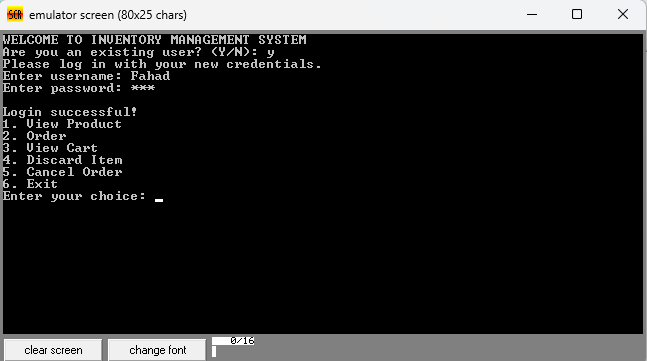 SCR emulator screen (80x25 chars)
WELCOME TO INVENTORY MANAGEMENT SYSTEM
Are you an existing user? (Y/N): y
Please log in with your new credentials.
Enter username: Fahad
Enter password: ***
Login successful!
1. View Product
2. Order
3. View Cart
4. Discard Item
5. Cancel Order
6. Exit
Enter your choice: _
clear screen change font 0/16